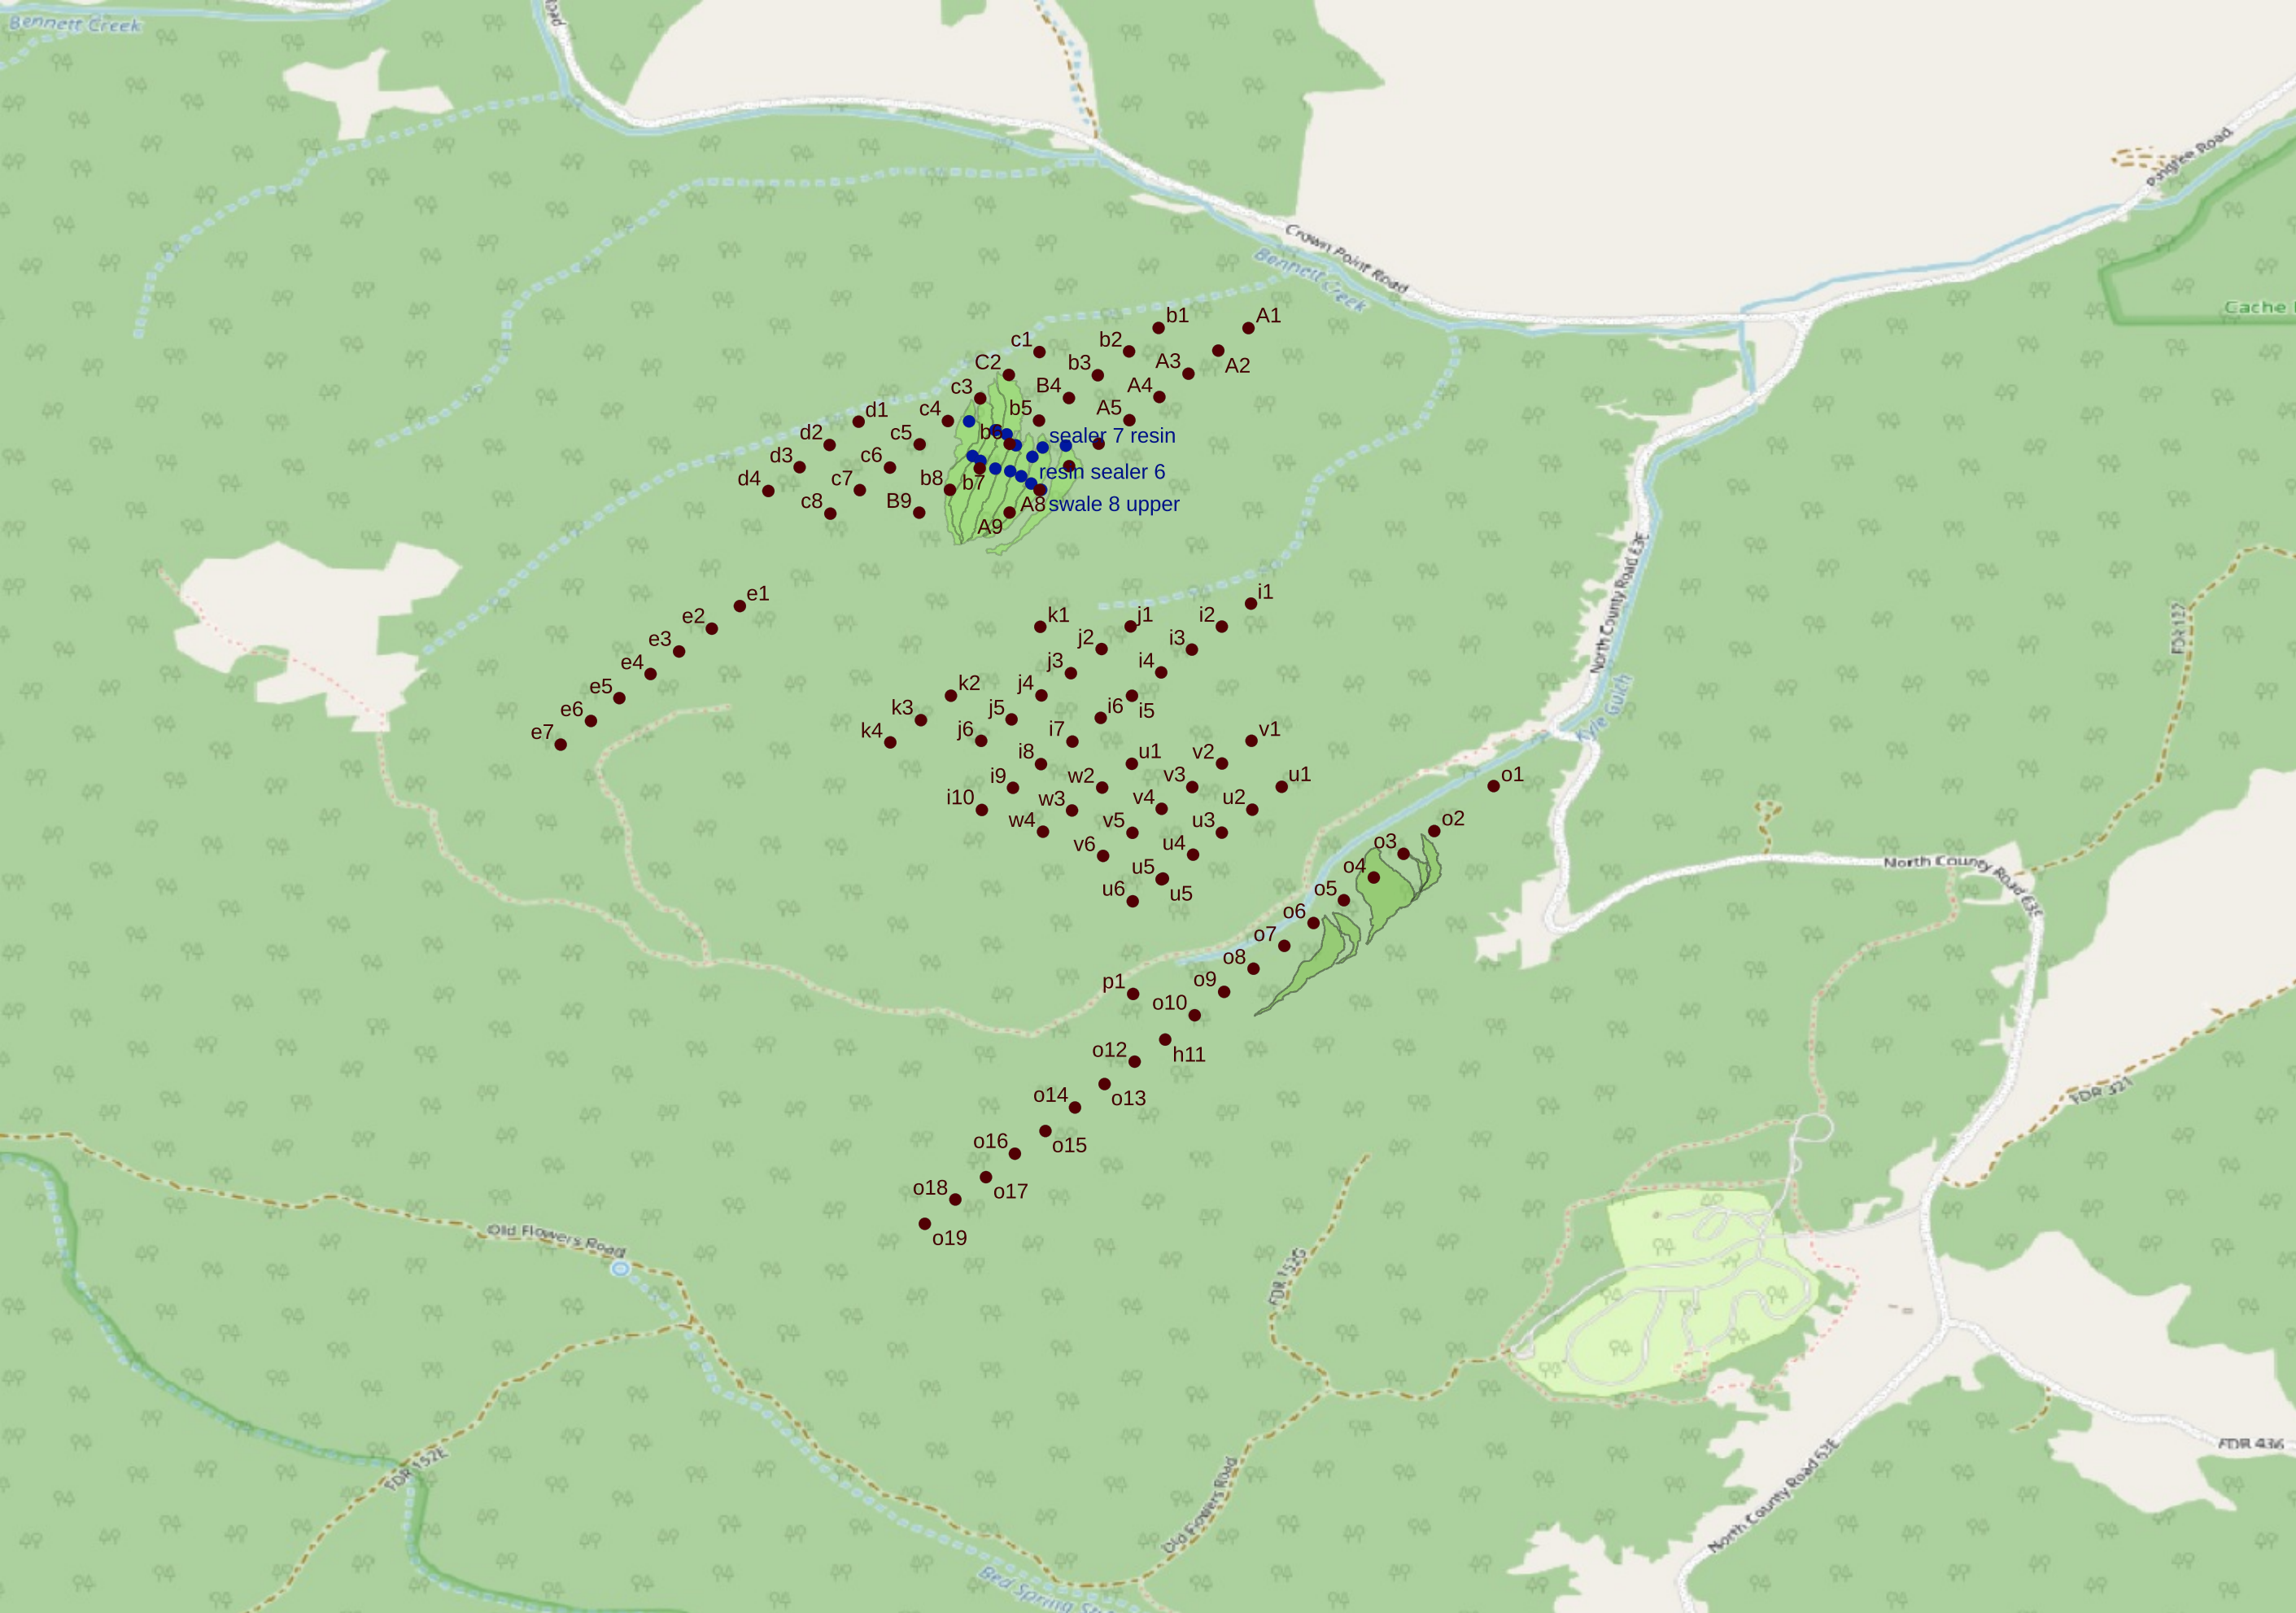 Bennett Creek
Pingree Road
Crown Point Road
Bennett Creek
Cache
b1
A1
c1
b2
C2
b3
A3
A2
c3
B4
A4
d1
c4
b5
A5
d2
c5
b6
sealer 7 resin
d3
c6
resin sealer 6
d4
c7
b8
b7
c8
B9
A8
swale 8 upper
A9
North County Road 63E
e1
i1
e2
k1
j1
i2
FDR 122
e3
j2
i3
e4
j3
i4
e5
k2
j4
e6
k3
j5
i6
i5
Kyle Gulch
e7
k4
j6
i7
v1
i8
u1
v2
i9
w2
v3
u1
o1
i10
w3
v4
u2
w4
v5
u3
o2
v6
u4
o3
North County Road 63E
u5
o4
u6
u5
o5
o6
o7
o8
p1
o9
o10
o12
h11
o14
o13
FDR 321
o16
o15
o18
o17
Old Flowers Road
o19
FDR 152G
FDR 152E
Old Flowers Road
North County Road 63E
FDR 436
Bed Spring